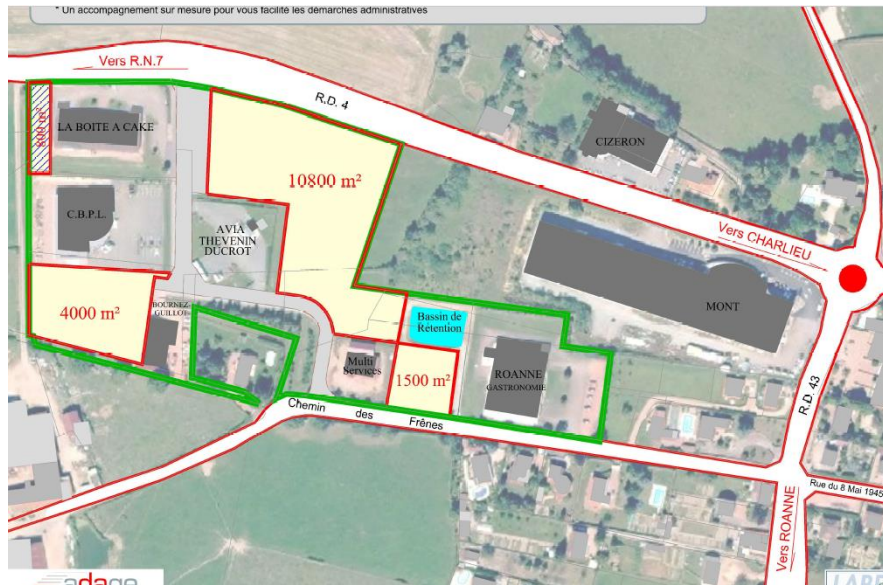 * Un accompagnement sur mesure pour vous facilité les démarches administratives
Vers R.N.7
R.D. 4
800 m²
LA BOITE A CAKE
CIZERON
10800 m²
C.B.P.L.
AVIA
THEVENIN
DUCROT
Vers CHARLIEU
4000 m²
BOURNEZ
GUILLOT
Bassin de
Rétention
MONT
Multi
Services
1500 m²
ROANNE
GASTRONOMIE
R.D. 43
Chemin des Frênes
Rue du 8 Mai 1945
Vers ROANNE
adage